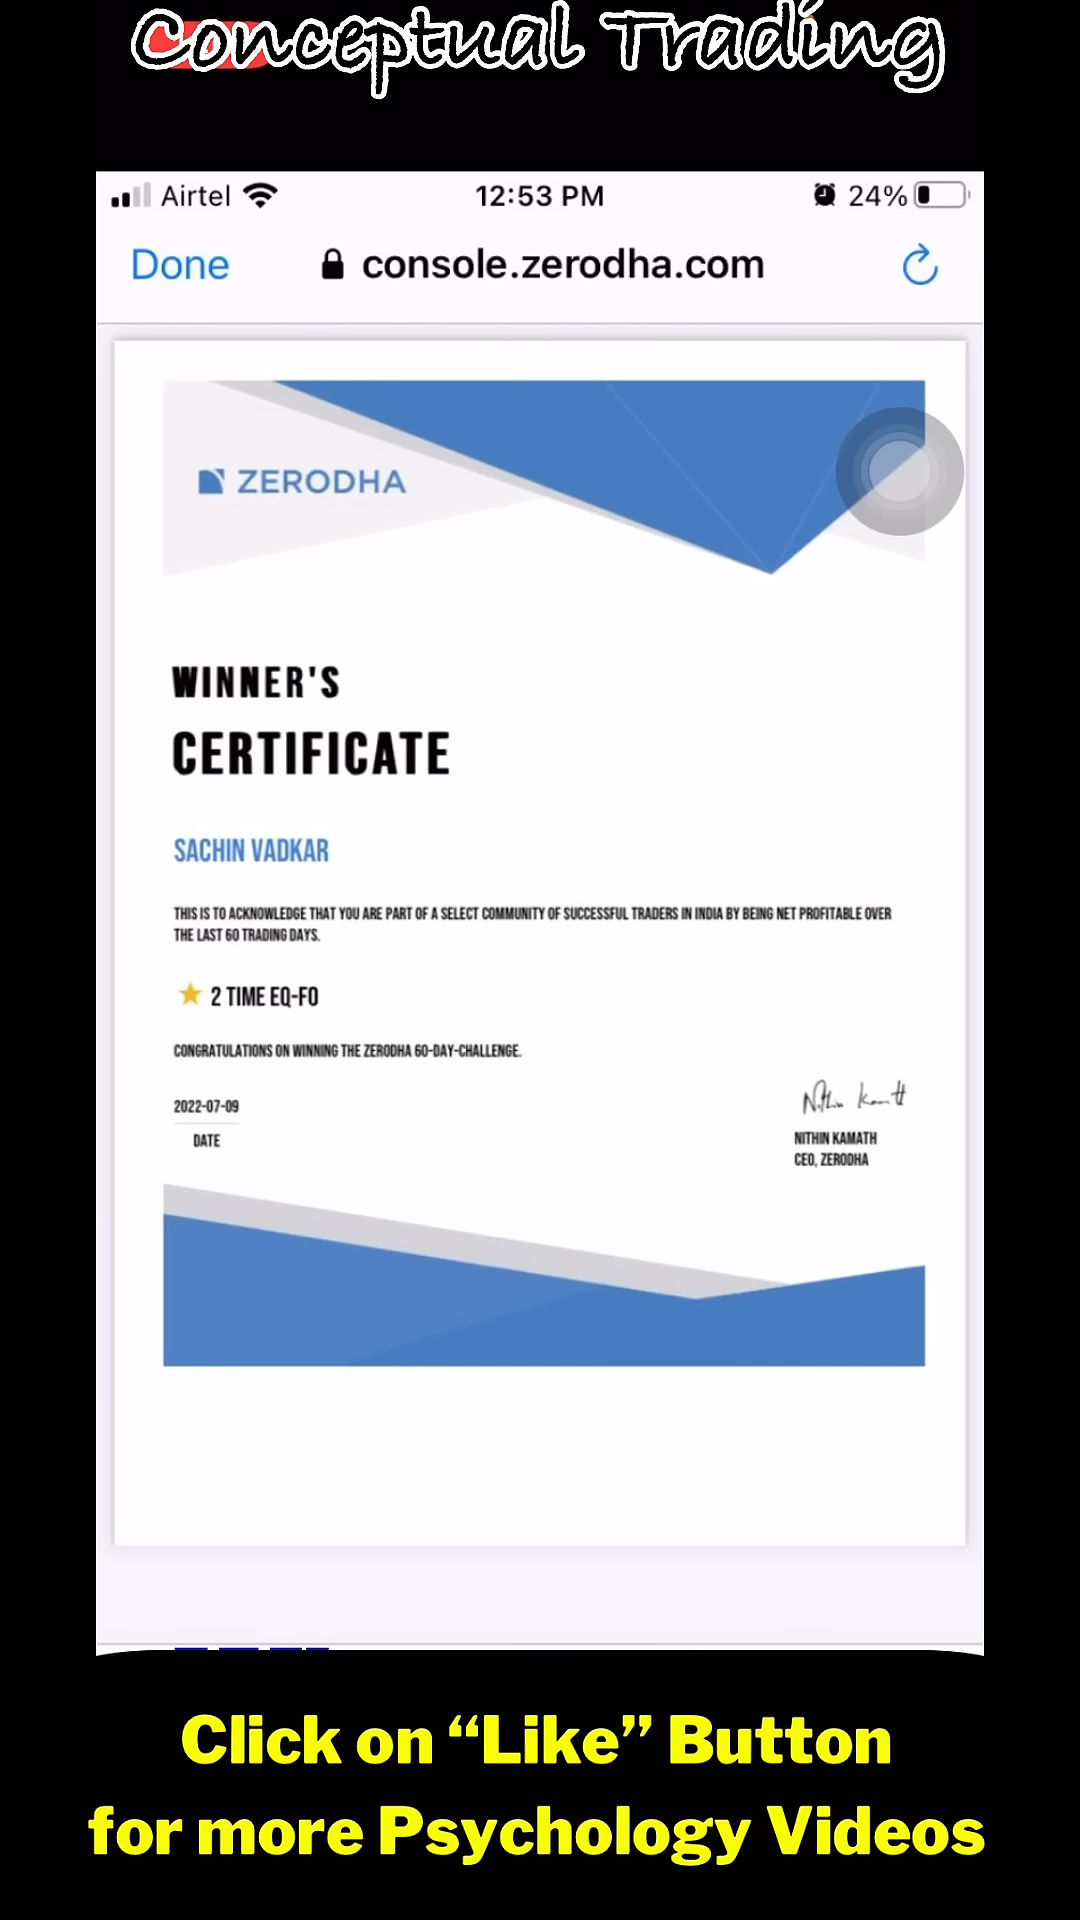 Conceptual Trading
Airtel 12:53 PM 24%
Done console.zerodha.com
ZERODHA
WINNER'S
CERTIFICATE
SACHIN VADKAR
THIS IS TO ACKNOWLEDGE THAT YOU ARE PART OF A SELECT COMMUNITY OF SUCCESSFUL TRADERS IN INDIA BY BEING NET PROFITABLE OVER
THE LAST 60 TRADING DAYS.
2 TIME EQ-FO
CONGRATULATIONS ON WINNING THE ZERODHA 60-DAY-CHALLENGE.
Nithin Kamath
2022-07-09
DATE
NITHIN KAMATH
CEO, ZERODHA
Click on “Like” Button
for more Psychology Videos